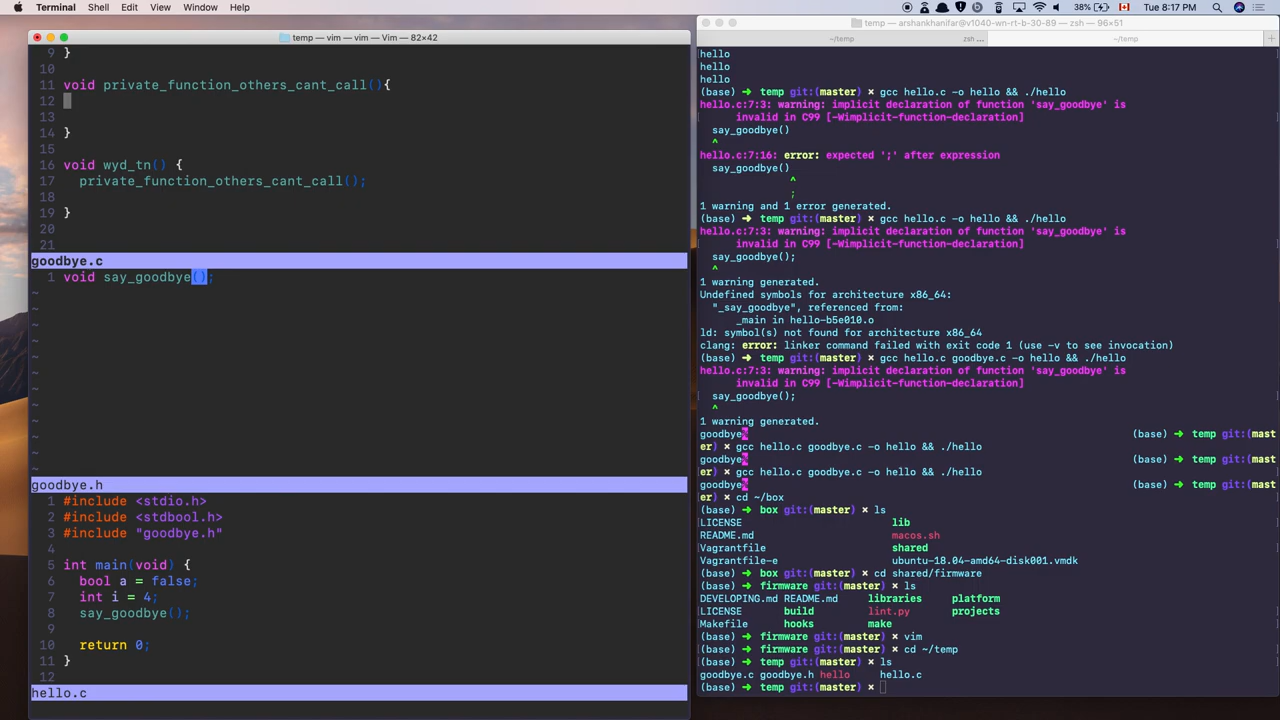 Terminal Shell Edit View Window Help 38% Tue 8:17 PM
temp — vim — vim — Vim — 82×42
9 }
10
11 void private_function_others_cant_call(){
12
13
14 }
15
16 void wyd_tn() {
17 private_function_others_cant_call();
18
19 }
20
21
goodbye.c
1 void say_goodbye();
~
~
~
~
~
~
~
~
~
~
~
~
goodbye.h
1 #include <stdio.h>
2 #include <stdbool.h>
3 #include "goodbye.h"
4
5 int main(void) {
6 bool a = false;
7 int i = 4;
8 say_goodbye();
9
10 return 0;
11 }
12
hello.c
temp — arshankhanifar@v1040-wn-rt-b-30-89 — zsh — 96×51
~/temp zsh ... ~/temp
hello
hello
hello
(base) ➜ temp git:(master) × gcc hello.c -o hello && ./hello
hello.c:7:3: warning: implicit declaration of function 'say_goodbye' is
invalid in C99 [-Wimplicit-function-declaration]
say_goodbye()
^
hello.c:7:16: error: expected ';' after expression
say_goodbye()
^
;
1 warning and 1 error generated.
(base) ➜ temp git:(master) × gcc hello.c -o hello && ./hello
hello.c:7:3: warning: implicit declaration of function 'say_goodbye' is
invalid in C99 [-Wimplicit-function-declaration]
say_goodbye();
^
1 warning generated.
Undefined symbols for architecture x86_64:
"_say_goodbye", referenced from:
_main in hello-b5e010.o
ld: symbol(s) not found for architecture x86_64
clang: error: linker command failed with exit code 1 (use -v to see invocation)
(base) ➜ temp git:(master) × gcc hello.c goodbye.c -o hello && ./hello
hello.c:7:3: warning: implicit declaration of function 'say_goodbye' is
invalid in C99 [-Wimplicit-function-declaration]
say_goodbye();
^
1 warning generated.
goodbye% (base) ➜ temp git:(mast
er) × gcc hello.c goodbye.c -o hello && ./hello
goodbye% (base) ➜ temp git:(mast
er) × gcc hello.c goodbye.c -o hello && ./hello
goodbye% (base) ➜ temp git:(mast
er) × cd ~/box
(base) ➜ box git:(master) × ls
LICENSE lib
README.md macos.sh
Vagrantfile shared
Vagrantfile-e ubuntu-18.04-amd64-disk001.vmdk
(base) ➜ box git:(master) × cd shared/firmware
(base) ➜ firmware git:(master) × ls
DEVELOPING.md README.md libraries platform
LICENSE build lint.py projects
Makefile hooks make
(base) ➜ firmware git:(master) × vim
(base) ➜ firmware git:(master) × cd ~/temp
(base) ➜ temp git:(master) × ls
goodbye.c goodbye.h hello hello.c
(base) ➜ temp git:(master) ×